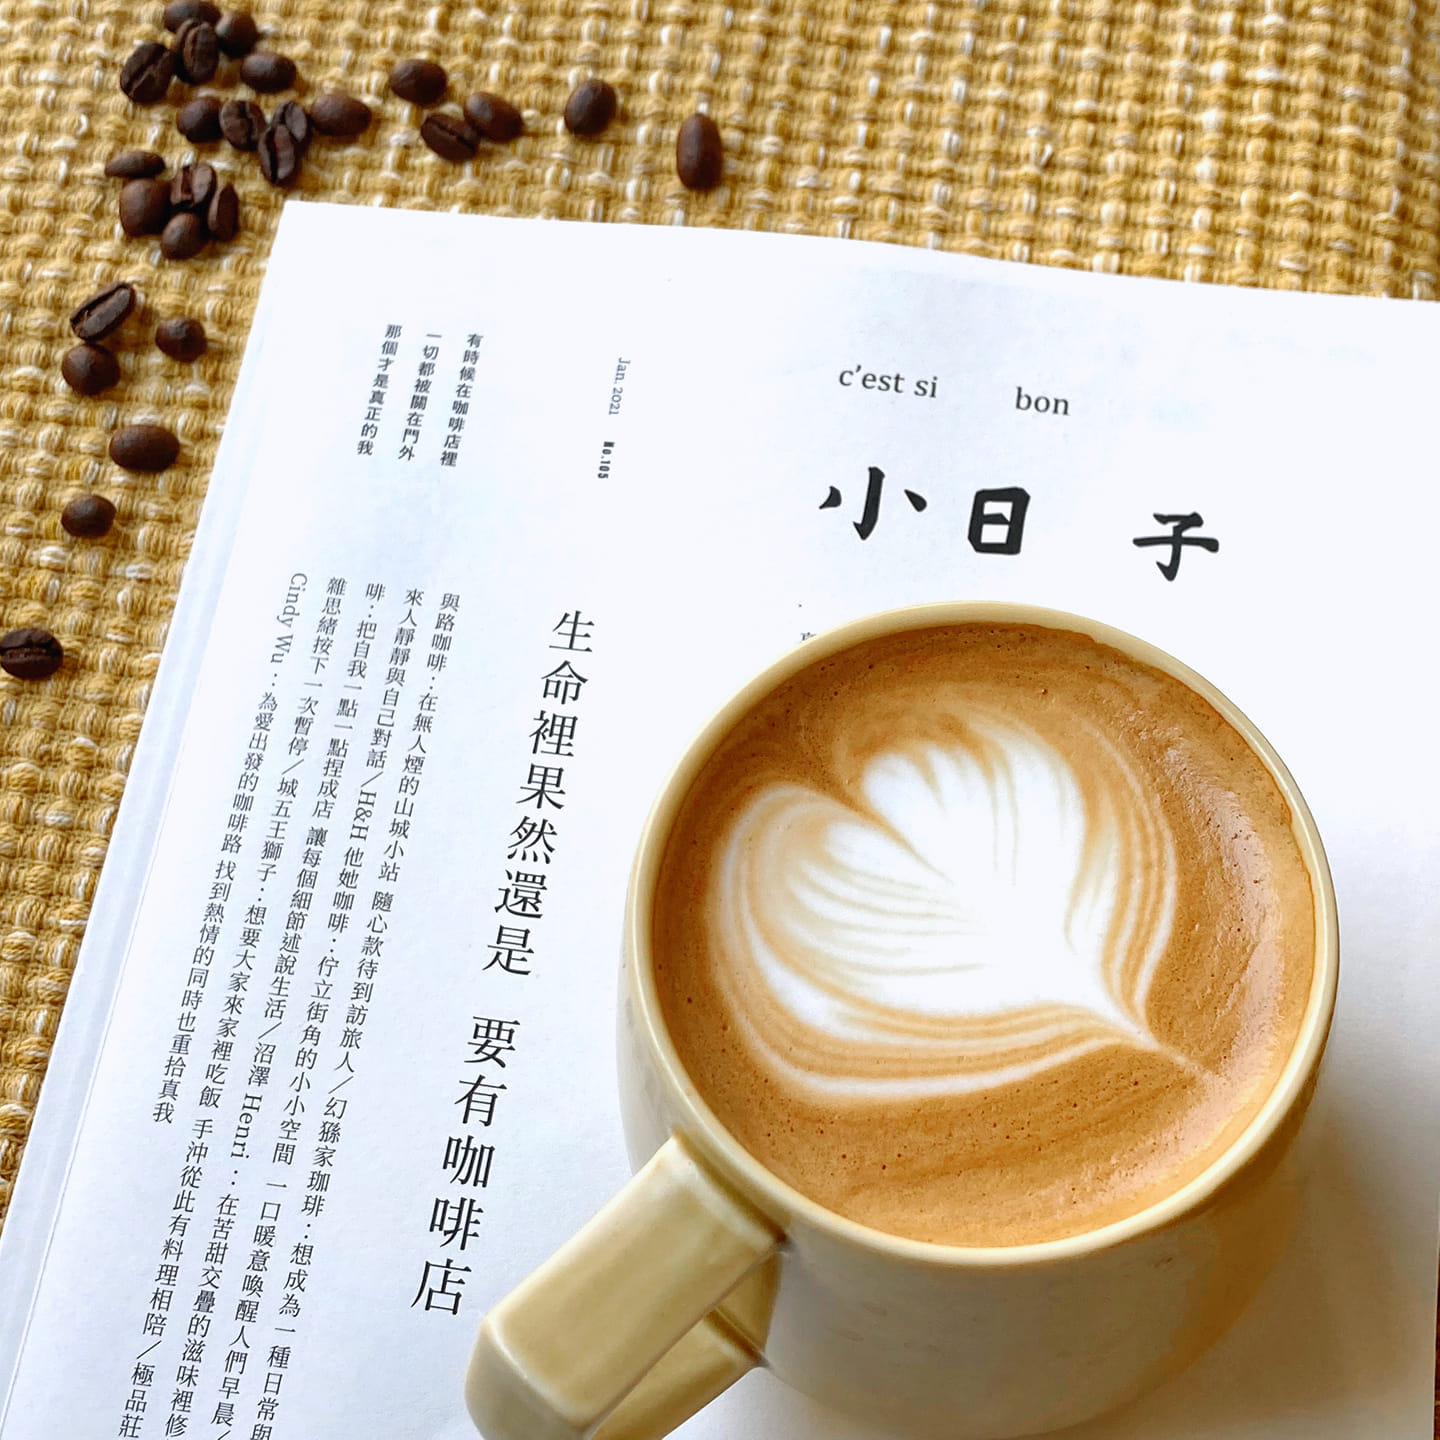 c'est si bon
小日子
Jan. 2021 No.105
有時候在咖啡店裡
一切都被關在門外
那個才是真正的我
生命裡果然還是 要有咖啡店
與路咖啡：在無人煙的山城小站 隨心款待到訪旅人／幻猻家珈琲：想成為一種日常與
來人靜靜與自己對話／H&H 他她咖啡：佇立街角的小小空間 一口暖意喚醒人們早晨／
啡：把自我一點一點捏成店 讓每個細節述說生活／沼澤 Henri：在苦甜交疊的滋味裡修
雜思緒按下一次暫停／城五王獅子：想要大家來家裡吃飯 手沖從此有料理相陪／極品莊
Cindy Wu：為愛出發的咖啡路 找到熱情的同時也重拾真我